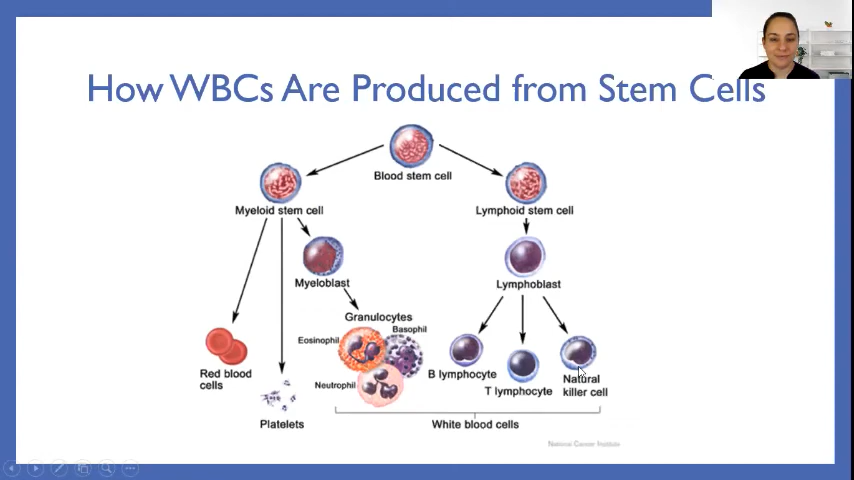 How WBCs Are Produced from Stem Cells
Blood stem cell
Myeloid stem cell
Lymphoid stem cell
Myeloblast
Lymphoblast
Granulocytes
Basophil
Eosinophil
Neutrophil
Red blood
cells
Platelets
B lymphocyte
T lymphocyte
Natural
killer cell
White blood cells
National Cancer Institute